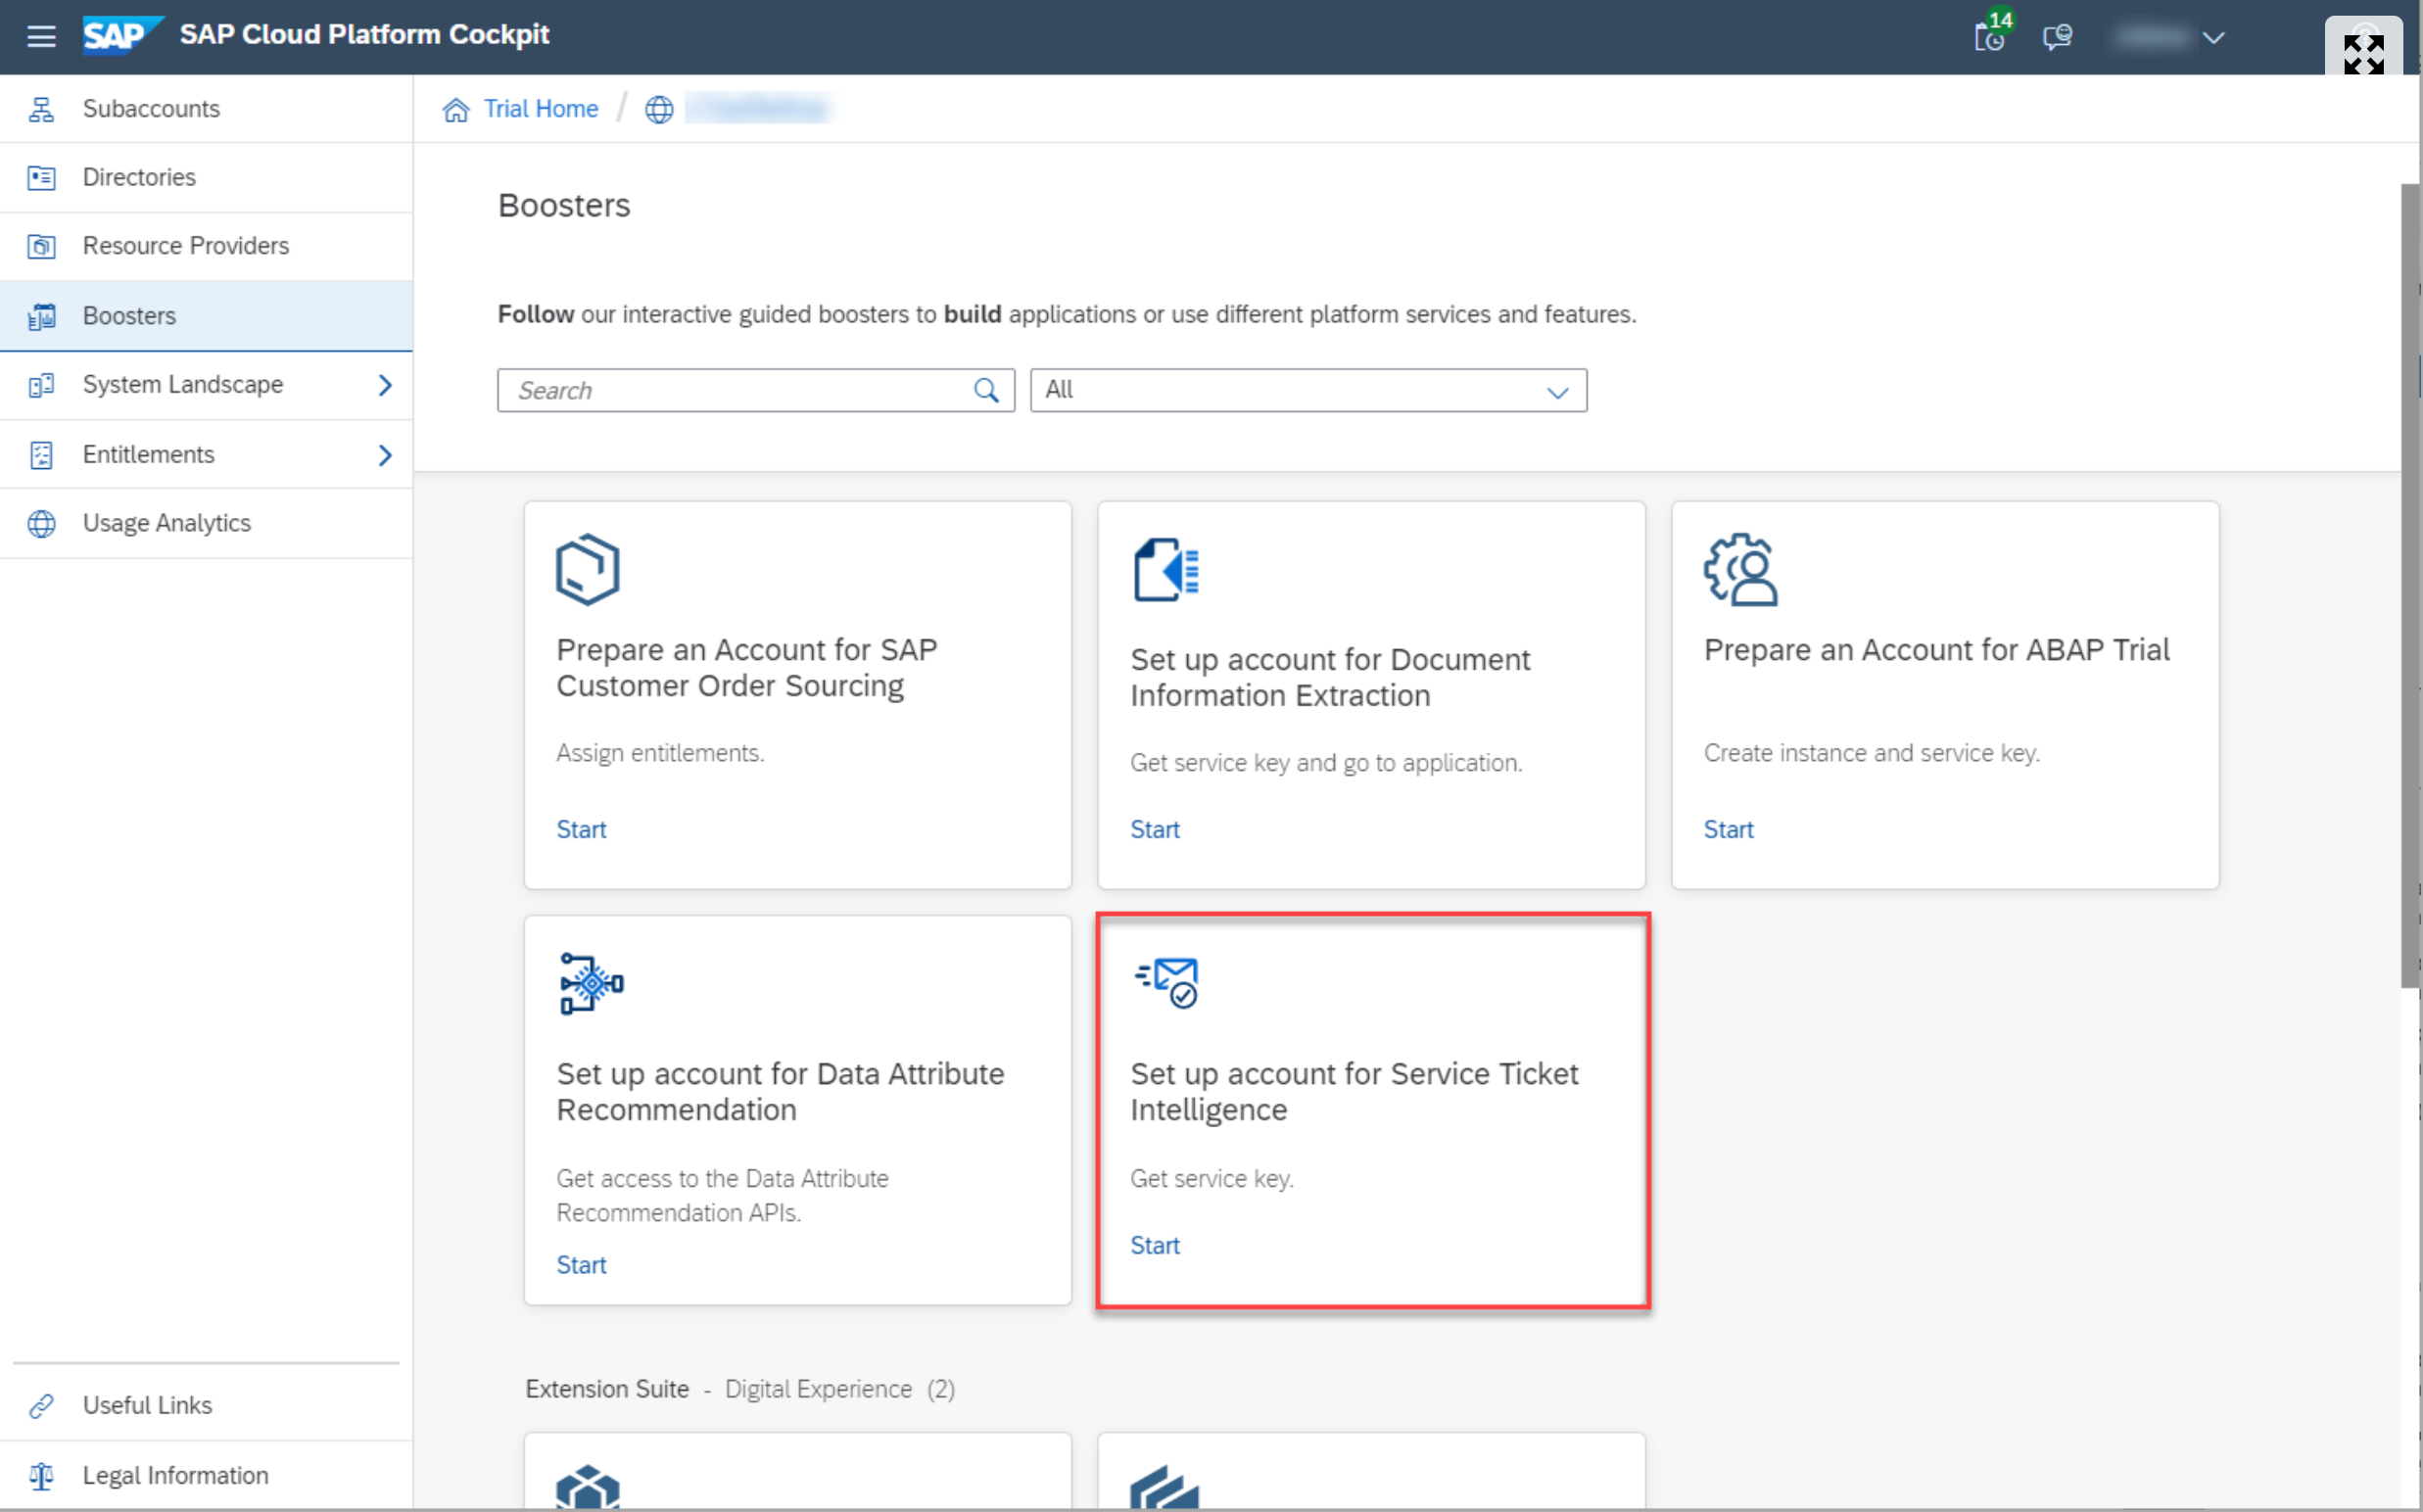 SAP SAP Cloud Platform Cockpit
14
Subaccounts
Directories
Resource Providers
Boosters
System Landscape
Entitlements
Usage Analytics
Useful Links
Legal Information
Trial Home /
Boosters
Follow our interactive guided boosters to build applications or use different platform services and features.
Search
All
Prepare an Account for SAP
Customer Order Sourcing
Assign entitlements.
Start
Set up account for Document
Information Extraction
Get service key and go to application.
Start
Prepare an Account for ABAP Trial
Create instance and service key.
Start
Set up account for Data Attribute
Recommendation
Get access to the Data Attribute
Recommendation APIs.
Start
Set up account for Service Ticket
Intelligence
Get service key.
Start
Extension Suite - Digital Experience (2)